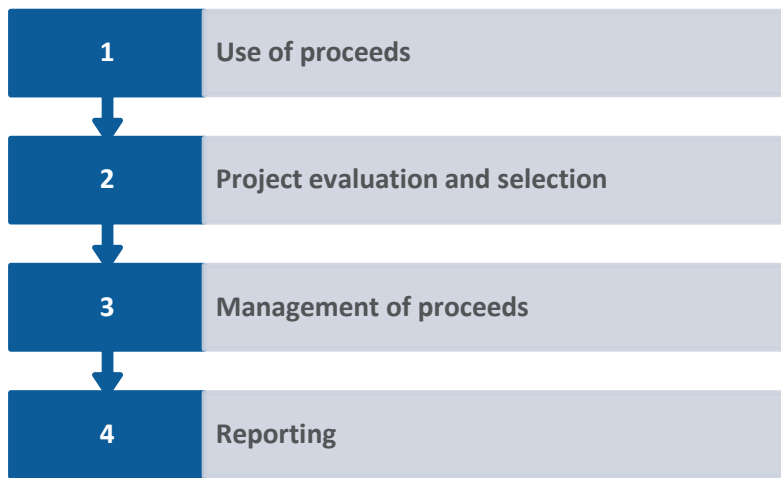 1 Use of proceeds
2 Project evaluation and selection
3 Management of proceeds
4 Reporting